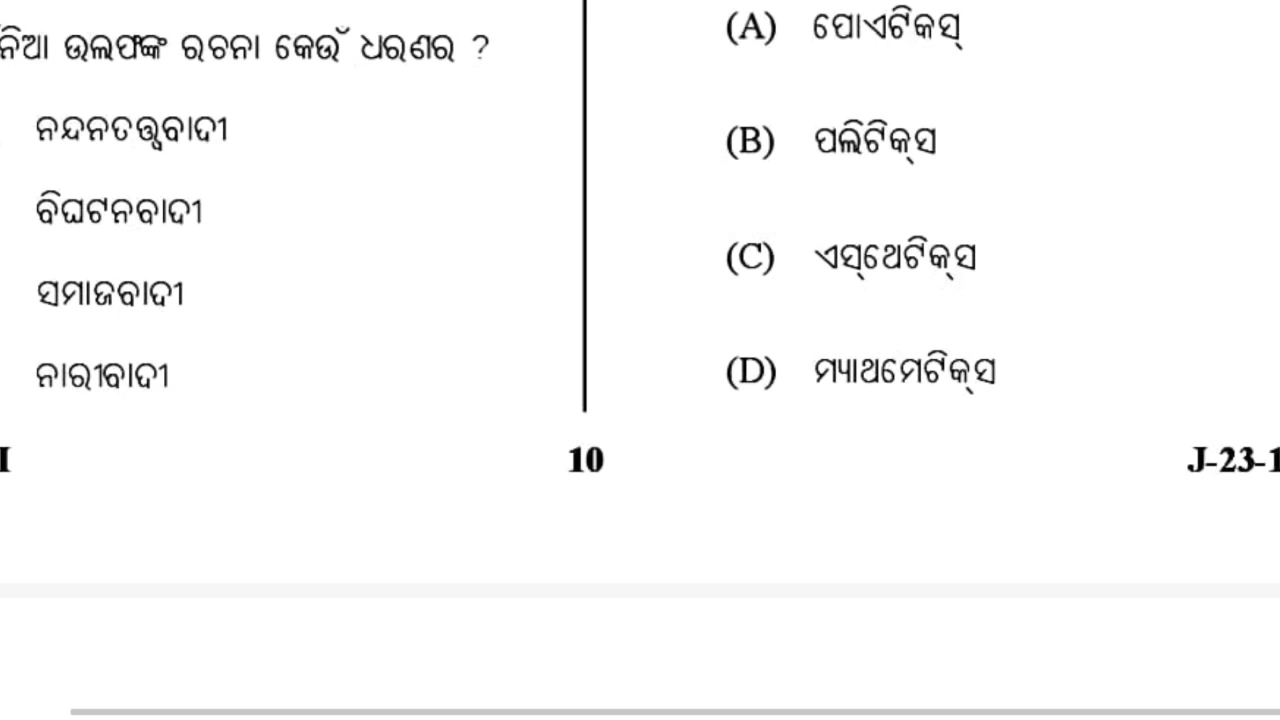 ନିଆ ଉଲଫଙ୍କ ରଚନା କେଉଁ ଧରଣର ?
ନନ୍ଦନତତ୍ତ୍ୱବାଦୀ
ବିଘଟନବାଦୀ
ସମାଜବାଦୀ
ନାରୀବାଦୀ
(A) ପୋଏଟିକସ୍
(B) ପଲିଟିକ୍ସ
(C) ଏସ୍‌ଥେଟିକ୍ସ
(D) ମ୍ୟାଥମେଟିକ୍ସ
I 10 J-23-1